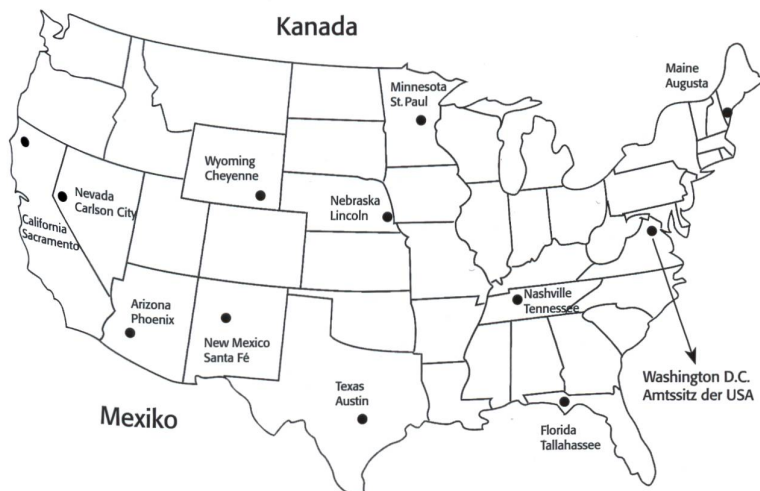 Kanada
Maine
Augusta
Minnesota
St. Paul
Wyoming
Cheyenne
Nevada
Carlson City
Nebraska
Lincoln
California
Sacramento
Nashville
Tennessee
Arizona
Phoenix
New Mexico
Santa Fé
Washington D.C.
Amtssitz der USA
Texas
Austin
Mexiko
Florida
Tallahassee